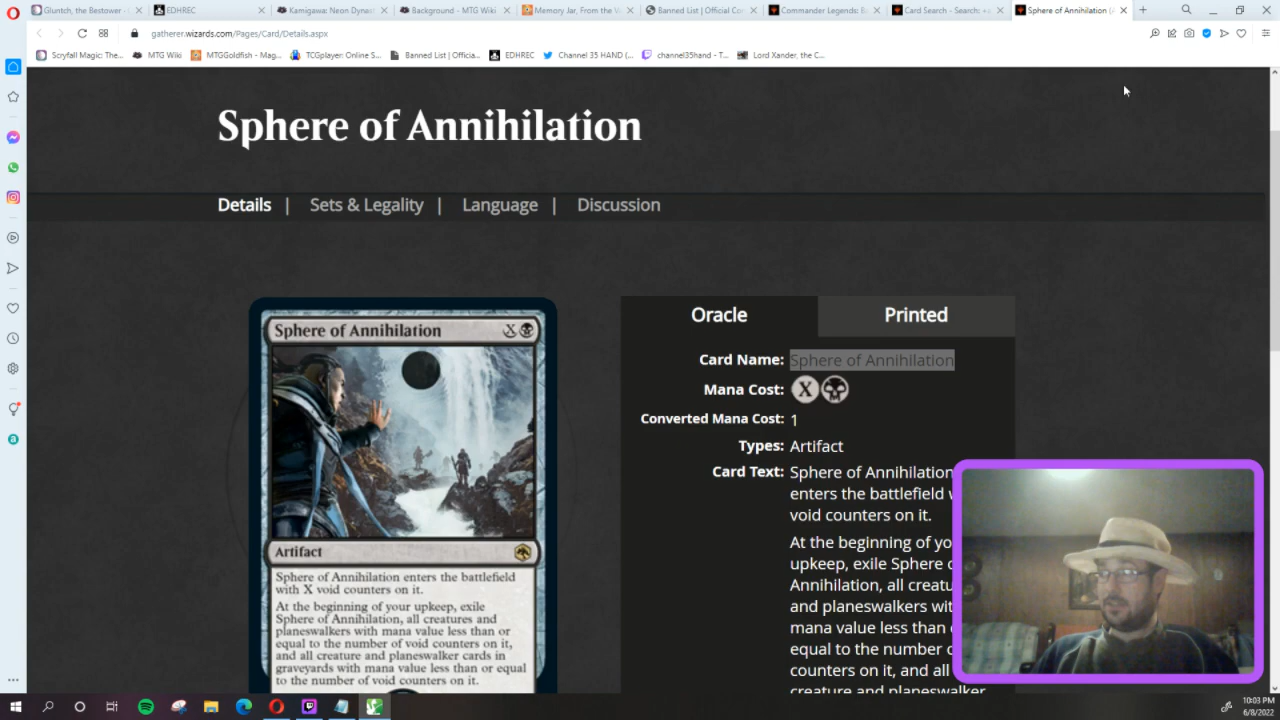 Gluntch, the Bestower -
EDHREC
Kamigawa: Neon Dynast
Background - MTG Wiki
Memory Jar, From the V
Banned List | Official Co
Commander Legends: B
Card Search - Search:
Sphere of Annihilation
gatherer.wizards.com/Pages/Card/Details.aspx
Scryfall Magic: The...
MTG Wiki
MTGGoldfish - Mag...
TCGplayer: Online S...
Banned List | Officia...
EDHREC
Channel 35 HAND (...
channel35hand - T...
Lord Xander, the C...
Sphere of Annihilation
Details | Sets & Legality | Language | Discussion
Sphere of Annihilation X
Artifact
Sphere of Annihilation enters the battlefield
with X void counters on it.
At the beginning of your upkeep, exile
Sphere of Annihilation, all creatures and
planeswalkers with mana value less than or
equal to the number of void counters on it,
and all creature and planeswalker cards in
graveyards with mana value less than or equal
to the number of void counters on it.
Oracle Printed
Card Name: Sphere of Annihilation
Mana Cost: X
Converted Mana Cost: 1
Types: Artifact
Card Text: Sphere of Annihilation
enters the battlefield w
void counters on it.
At the beginning of yo
upkeep, exile Sphere o
Annihilation, all creatu
and planeswalkers wit
mana value less than o
equal to the number o
counters on it, and all
creature and planeswalker
10:03 PM
6/8/2022